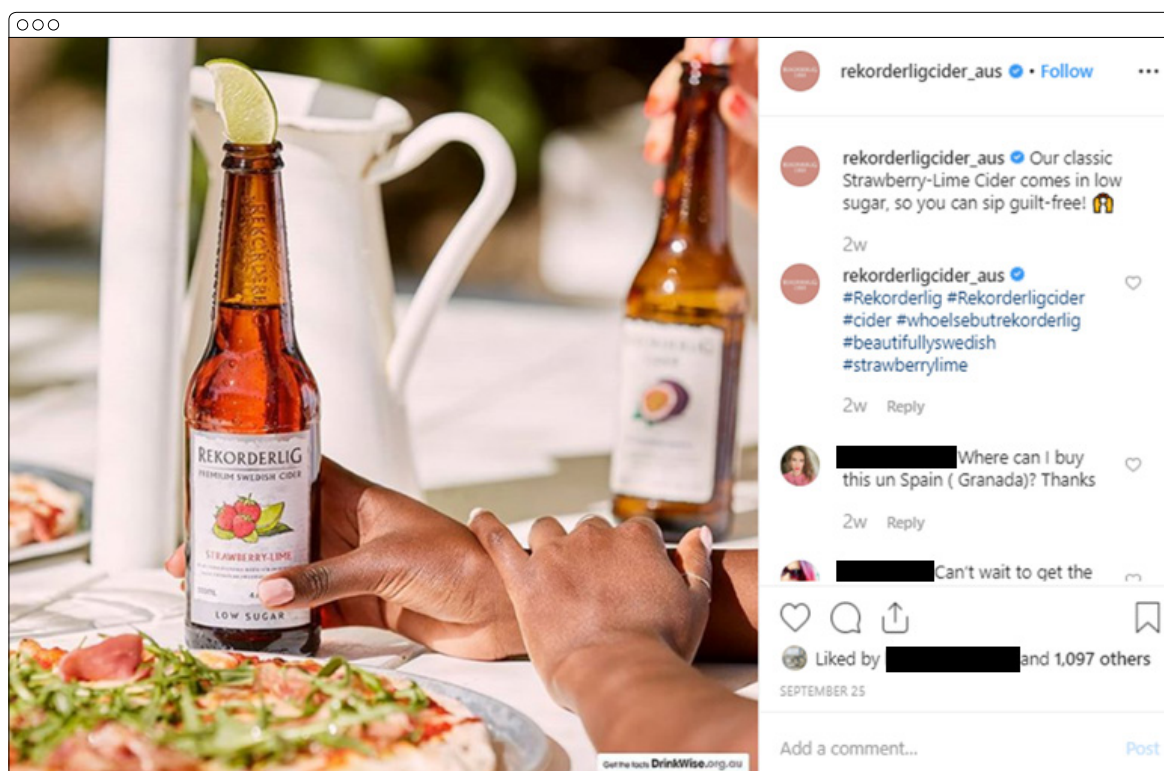 rekorderligcider_aus • Follow
rekorderligcider_aus Our classic
Strawberry-Lime Cider comes in low
sugar, so you can sip guilt-free!
2w
rekorderligcider_aus
#Rekorderlig #Rekorderligcider
#cider #whoelsebutrekorderlig
#beautifullyswedish
#strawberrylime
2w Reply
Where can I buy
this un Spain ( Granada)? Thanks
2w Reply
Can't wait to get the
Liked by and 1,097 others
SEPTEMBER 25
Add a comment... Post
REKORDERLIG
REKORDERLIG
PREMIUM SWEDISH CIDER
STRAWBERRY-LIME
LOW SUGAR
REKORDERLIG
CIDER
Get the facts DrinkWise.org.au